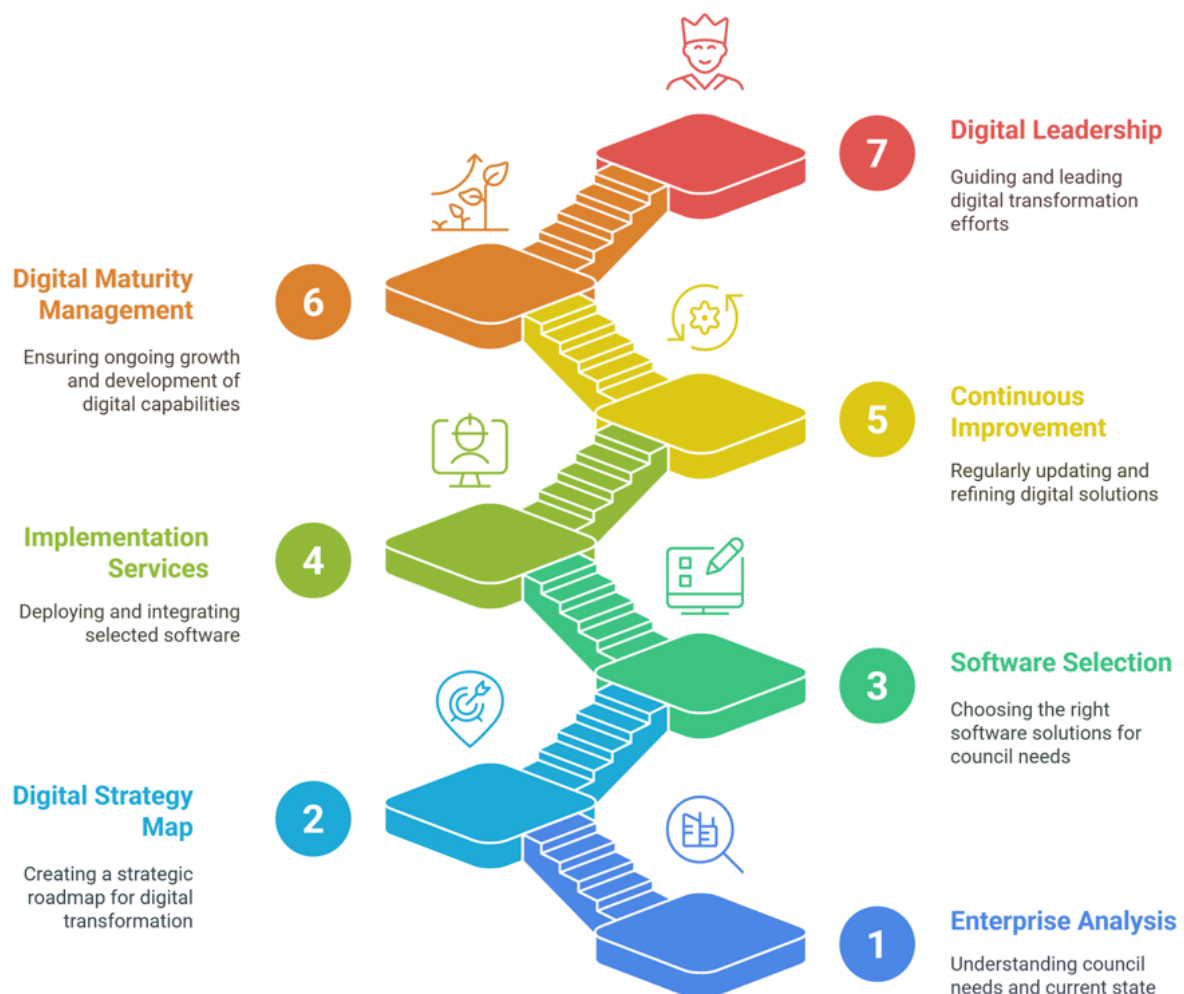 7
Digital Leadership
Guiding and leading
digital transformation
efforts
Digital Maturity
Management
6
Ensuring ongoing growth
and development of
digital capabilities
5
Continuous
Improvement
Regularly updating and
refining digital solutions
Implementation
Services
4
Deploying and integrating
selected software
3
Software Selection
Choosing the right
software solutions for
council needs
Digital Strategy
Map
2
Creating a strategic
roadmap for digital
transformation
1
Enterprise Analysis
Understanding council
needs and current state